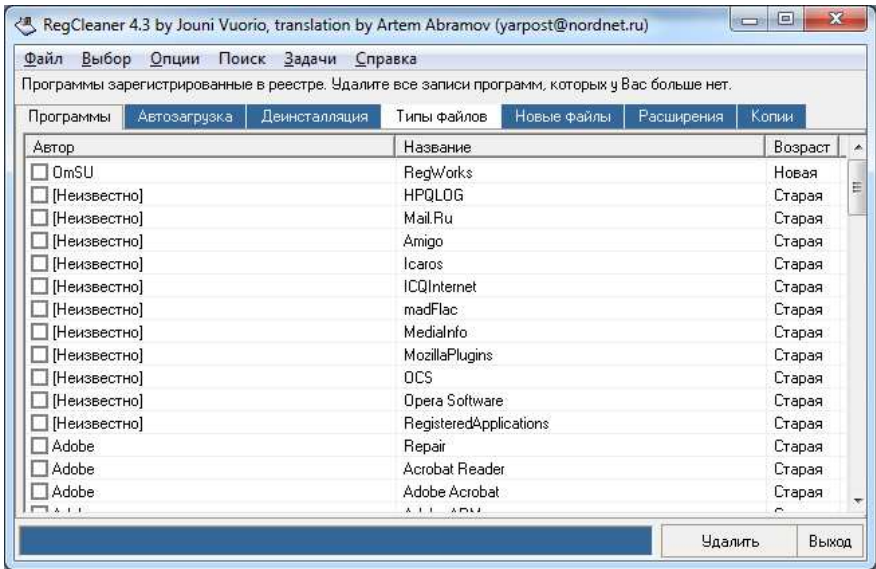 RegCleaner 4.3 by Jouni Vuorio, translation by Artem Abramov (yarpost@nordnet.ru)
Файл Выбор Опции Поиск Задачи Справка
Программы зарегистрированные в реестре. Удалите все записи программ, которых у Вас больше нет.
Программы Автозагрузка Деинсталляция Типы файлов Новые файлы Расширения Копии
Автор Название Возраст
OmSU RegWorks Новая
[Неизвестно] HPQLOG Старая
[Неизвестно] Mail.Ru Старая
[Неизвестно] Amigo Старая
[Неизвестно] Icaros Старая
[Неизвестно] ICQInternet Старая
[Неизвестно] madFlac Старая
[Неизвестно] MediaInfo Старая
[Неизвестно] MozillaPlugins Старая
[Неизвестно] OCS Старая
[Неизвестно] Opera Software Старая
[Неизвестно] RegisteredApplications Старая
Adobe Repair Старая
Adobe Acrobat Reader Старая
Adobe Adobe Acrobat Старая
Удалить Выход